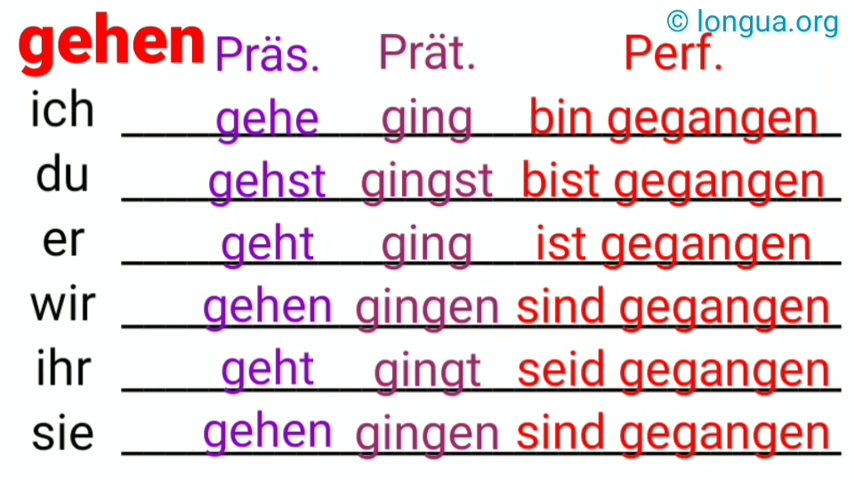 © longua.org
gehen Präs. Prät. Perf.
ich gehe ging bin gegangen
du gehst gingst bist gegangen
er geht ging ist gegangen
wir gehen gingen sind gegangen
ihr geht gingt seid gegangen
sie gehen gingen sind gegangen